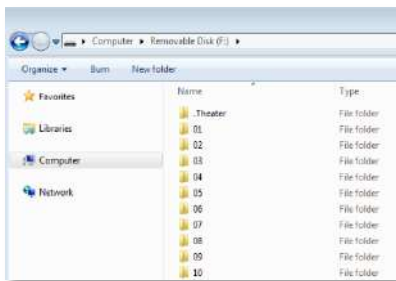 Computer ▸ Removable Disk (F:) ▸
Organize ▾ Burn New folder
Favorites
Libraries
Computer
Network
Name Type
.Theater File folder
01 File folder
02 File folder
03 File folder
04 File folder
05 File folder
06 File folder
07 File folder
08 File folder
09 File folder
10 File folder